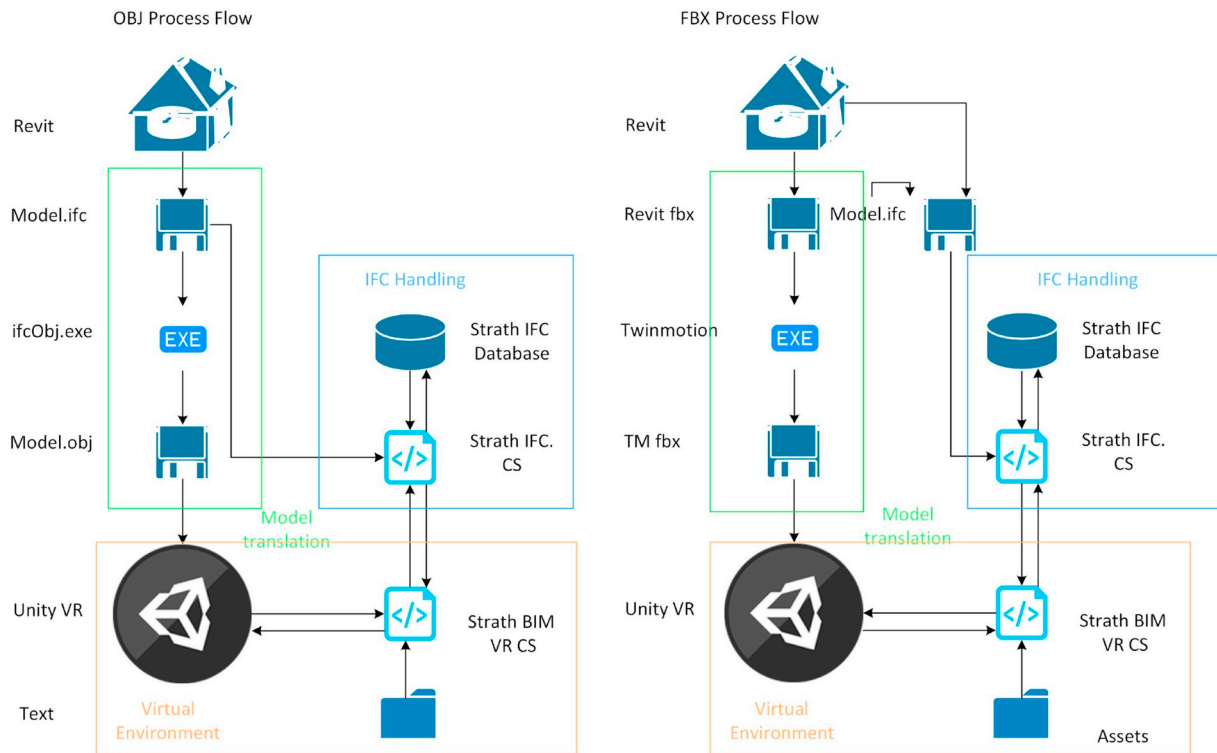 OBJ Process Flow
Revit
Model.ifc
IFC Handling
ifcObj.exe
EXE
Strath IFC
Database
Model.obj
</>
Strath IFC.
CS
Model
translation
Unity VR
</>
Strath BIM
VR CS
Text
Virtual
Environment
FBX Process Flow
Revit
Revit fbx
Model.ifc
IFC Handling
Twinmotion
EXE
Strath IFC
Database
TM fbx
</>
Strath IFC.
CS
Model
translation
Unity VR
</>
Strath BIM
VR CS
Virtual
Environment
Assets